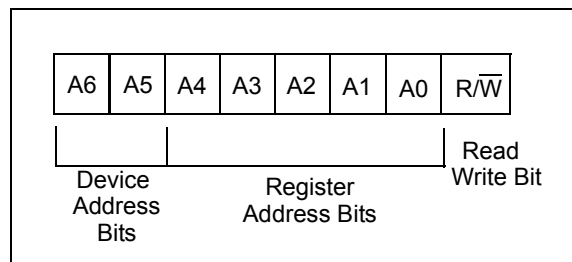 A6 A5 A4 A3 A2 A1 A0 R/W̅
Device Address Bits
Register Address Bits
Read Write Bit